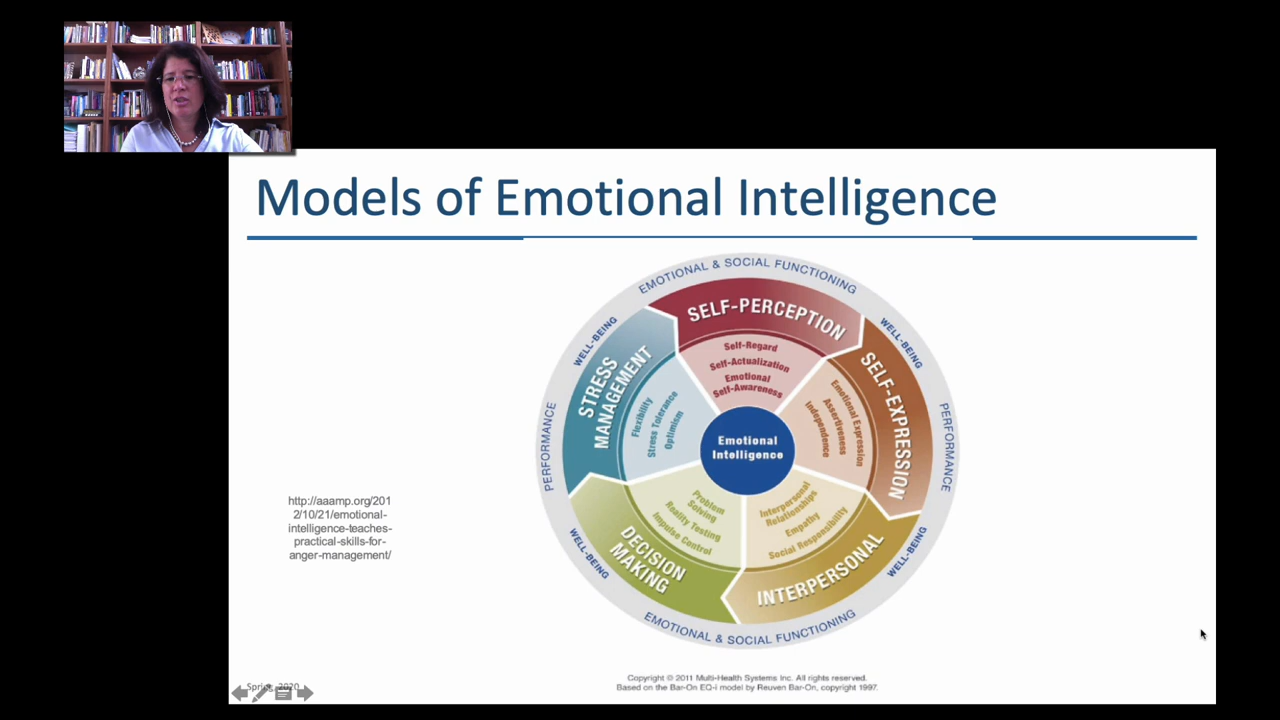 Models of Emotional Intelligence
EMOTIONAL & SOCIAL FUNCTIONING
WELL-BEING
WELL-BEING
SELF-PERCEPTION
Self-Regard
Self-Actualization
Emotional
Self-Awareness
STRESS
MANAGEMENT
Flexibility
Stress Tolerance
Optimism
SELF-EXPRESSION
Emotional Expression
Assertiveness
Independence
PERFORMANCE
PERFORMANCE
Emotional
Intelligence
http://aaamp.org/201
2/10/21/emotional-
intelligence-teaches-
practical-skills-for-
anger-management/
Problem
Solving
Reality Testing
Impulse Control
DECISION
MAKING
Interpersonal
Relationships
Empathy
Social Responsibility
INTERPERSONAL
WELL-BEING
WELL-BEING
EMOTIONAL & SOCIAL FUNCTIONING
Copyright © 2011 Multi-Health Systems Inc. All rights reserved.
Based on the Bar-On EQ-i model by Reuven Bar-On, copyright 1997.
Spring, 2020